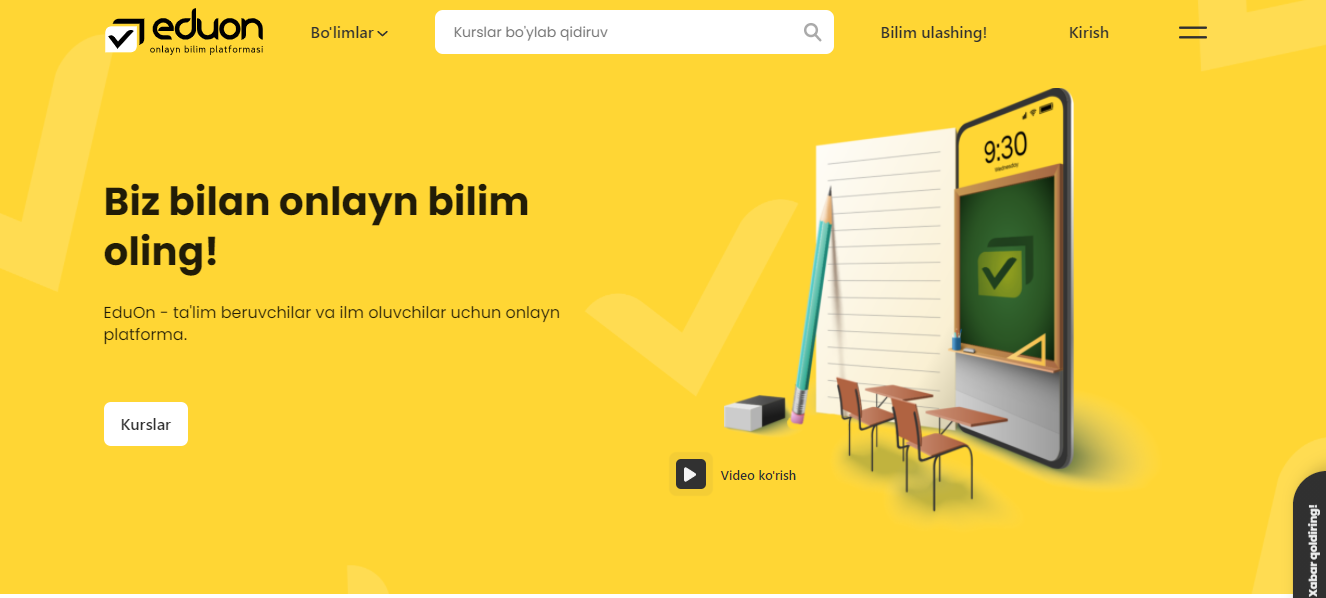 eduon
onlayn bilim platformasi
Bo'limlar
Kurslar bo'ylab qidiruv
Bilim ulashing!
Kirish
9:30
Wednesday
Biz bilan onlayn bilim
oling!
EduOn - ta'lim beruvchilar va ilm oluvchilar uchun onlayn
platforma.
Kurslar
Video ko'rish
Xabar qoldiring!